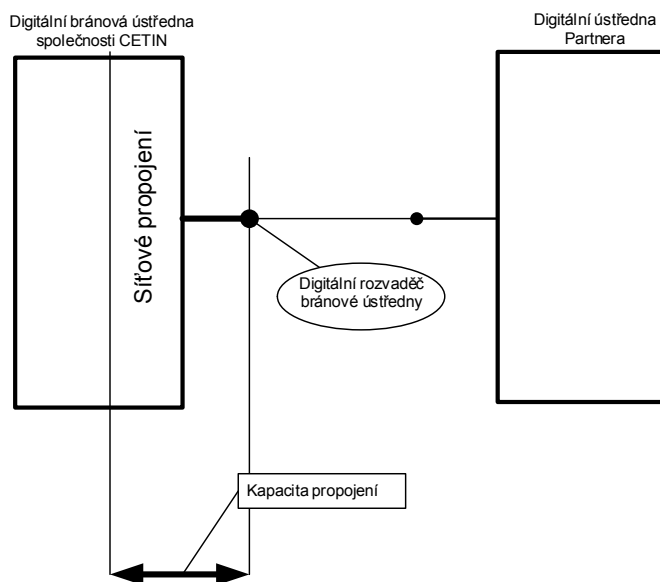 Digitální bránová ústředna
společnosti CETIN
Digitální ústředna
Partnera
Síťové propojení
Digitální rozvaděč
bránové ústředny
Kapacita propojení